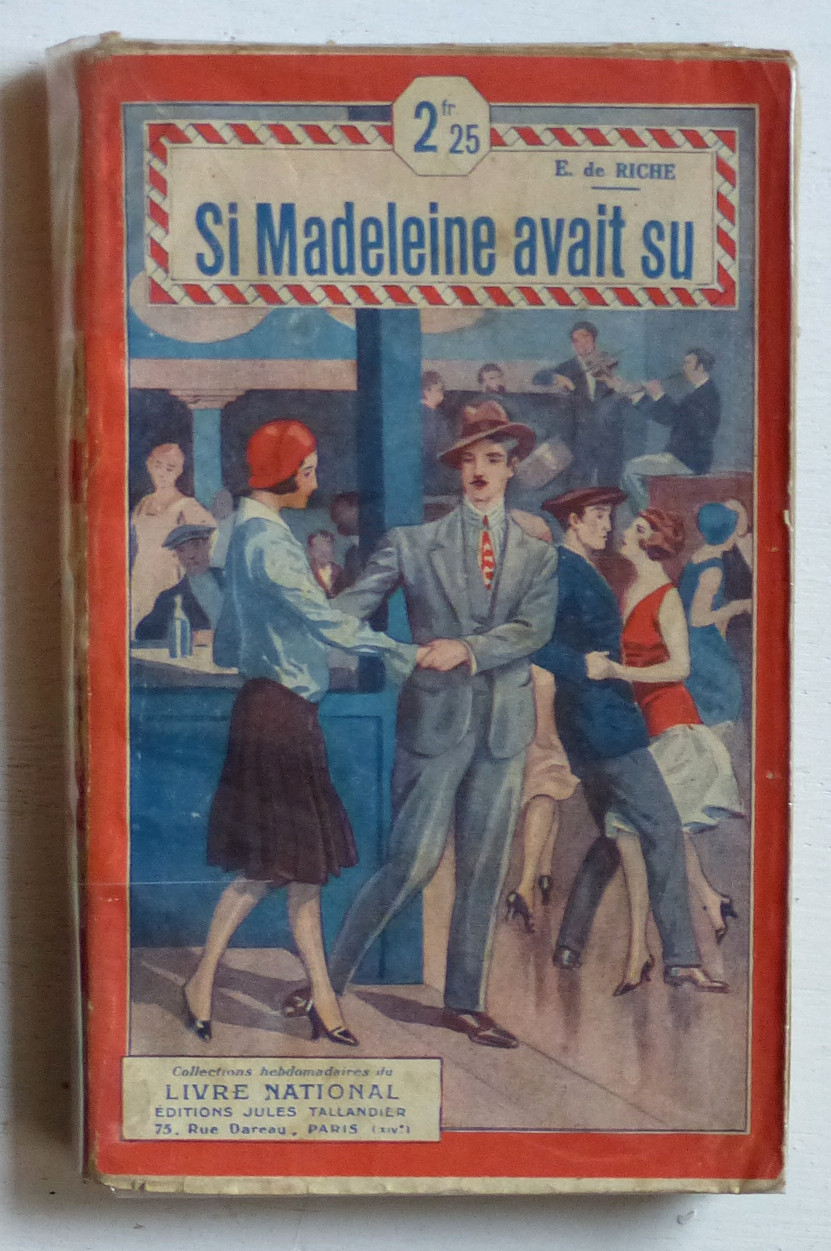 2 fr. 25
E. de RICHE
Si Madeleine avait su
Collections hebdomadaires du
LIVRE NATIONAL
ÉDITIONS JULES TALLANDIER
75, Rue Dareau, PARIS (XIVe)